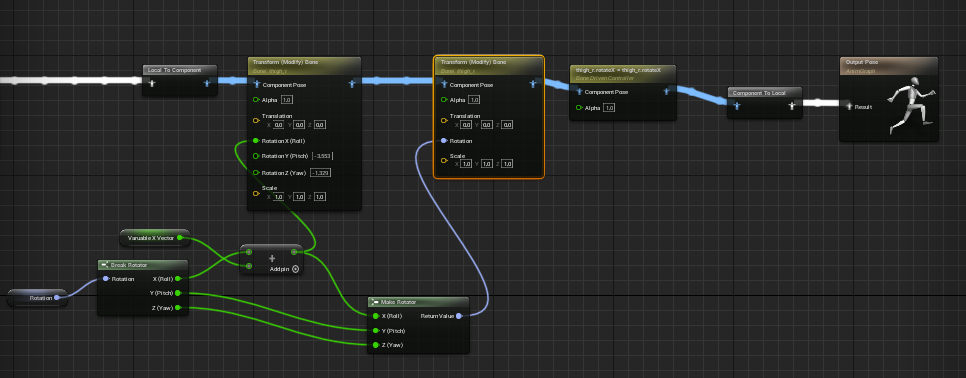 Local To Component
Transform (Modify) Bone
Bone: thigh_r
Component Pose
Alpha 1.0
Translation
X 0.0 Y 0.0 Z 0.0
Rotation X (Roll)
Rotation Y (Pitch) -3.553
Rotation Z (Yaw) -1.329
Scale
X 1.0 Y 1.0 Z 1.0
Transform (Modify) Bone
Bone: thigh_r
Component Pose
Alpha 1.0
Translation
X 0.0 Y 0.0 Z 0.0
Rotation
Scale
X 1.0 Y 1.0 Z 1.0
thigh_r.rotateX = thigh_r.rotateX
Bone Driven Controller
Component Pose
Alpha 1.0
Component To Local
Output Pose
AnimGraph
Result
Varuable X Vector
Add pin
Break Rotator
Rotation X (Roll)
Y (Pitch)
Z (Yaw)
Rotation
Make Rotator
X (Roll) Return Value
Y (Pitch)
Z (Yaw)